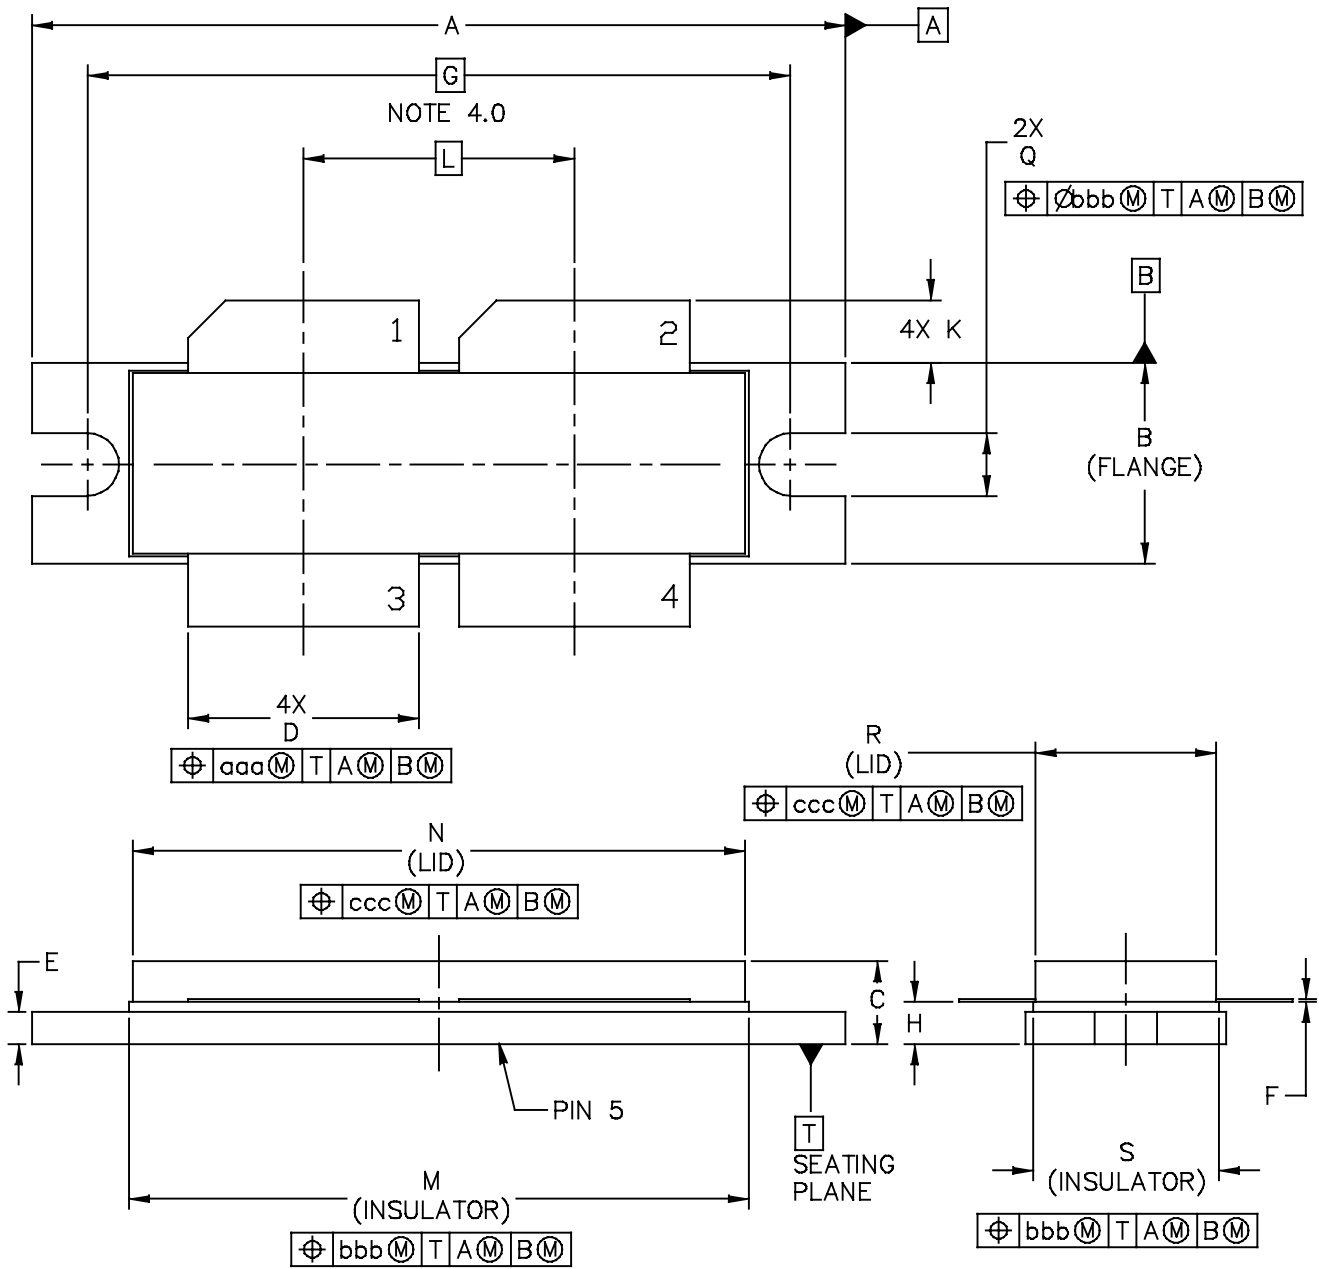 A
A
G
NOTE 4.0
L
2X
Q
⌖ Øbbb Ⓜ T A Ⓜ B Ⓜ
B
1
2
4X K
B
(FLANGE)
3
4
4X
D
⌖ aaa Ⓜ T A Ⓜ B Ⓜ
R
(LID)
⌖ ccc Ⓜ T A Ⓜ B Ⓜ
N
(LID)
⌖ ccc Ⓜ T A Ⓜ B Ⓜ
E
C
H
F
PIN 5
T
SEATING
PLANE
M
(INSULATOR)
⌖ bbb Ⓜ T A Ⓜ B Ⓜ
S
(INSULATOR)
⌖ bbb Ⓜ T A Ⓜ B Ⓜ